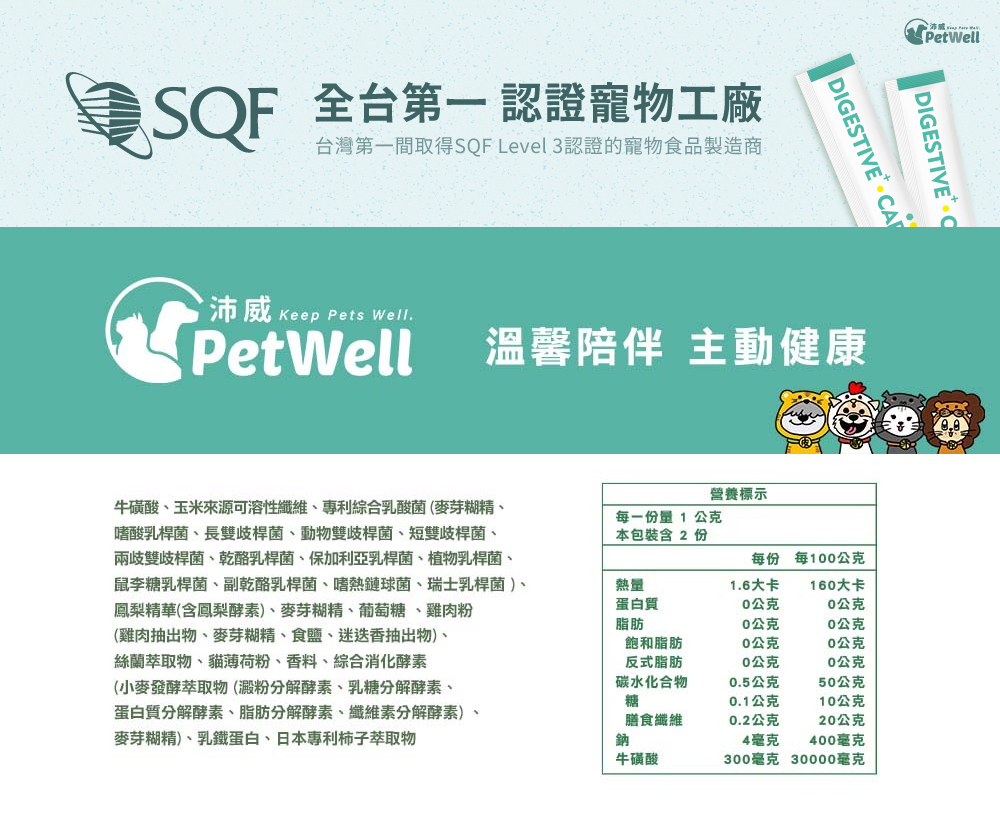 沛威 Keep Pets Well.
PetWell
SQF 全台第一 認證寵物工廠
台灣第一間取得SQF Level 3認證的寵物食品製造商
DIGESTIVE+ CAR
DIGESTIVE+ C
沛威 Keep Pets Well.
PetWell
溫馨陪伴 主動健康
牛磺酸、玉米來源可溶性纖維、專利綜合乳酸菌 (麥芽糊精、
嗜酸乳桿菌、長雙歧桿菌、動物雙歧桿菌、短雙歧桿菌、
兩歧雙歧桿菌、乾酪乳桿菌、保加利亞乳桿菌、植物乳桿菌、
鼠李糖乳桿菌、副乾酪乳桿菌、嗜熱鏈球菌、瑞士乳桿菌 )、
鳳梨精華(含鳳梨酵素)、麥芽糊精、葡萄糖 、雞肉粉
(雞肉抽出物、麥芽糊精、食鹽、迷迭香抽出物)、
絲蘭萃取物、貓薄荷粉、香料、綜合消化酵素
(小麥發酵萃取物 (澱粉分解酵素、乳糖分解酵素、
蛋白質分解酵素、脂肪分解酵素、纖維素分解酵素) 、
麥芽糊精)、乳鐵蛋白、日本專利柿子萃取物
營養標示
每一份量 1 公克
本包裝含 2 份
每份 每100公克
熱量 1.6大卡 160大卡
蛋白質 0公克 0公克
脂肪 0公克 0公克
飽和脂肪 0公克 0公克
反式脂肪 0公克 0公克
碳水化合物 0.5公克 50公克
糖 0.1公克 10公克
膳食纖維 0.2公克 20公克
鈉 4毫克 400毫克
牛磺酸 300毫克 30000毫克